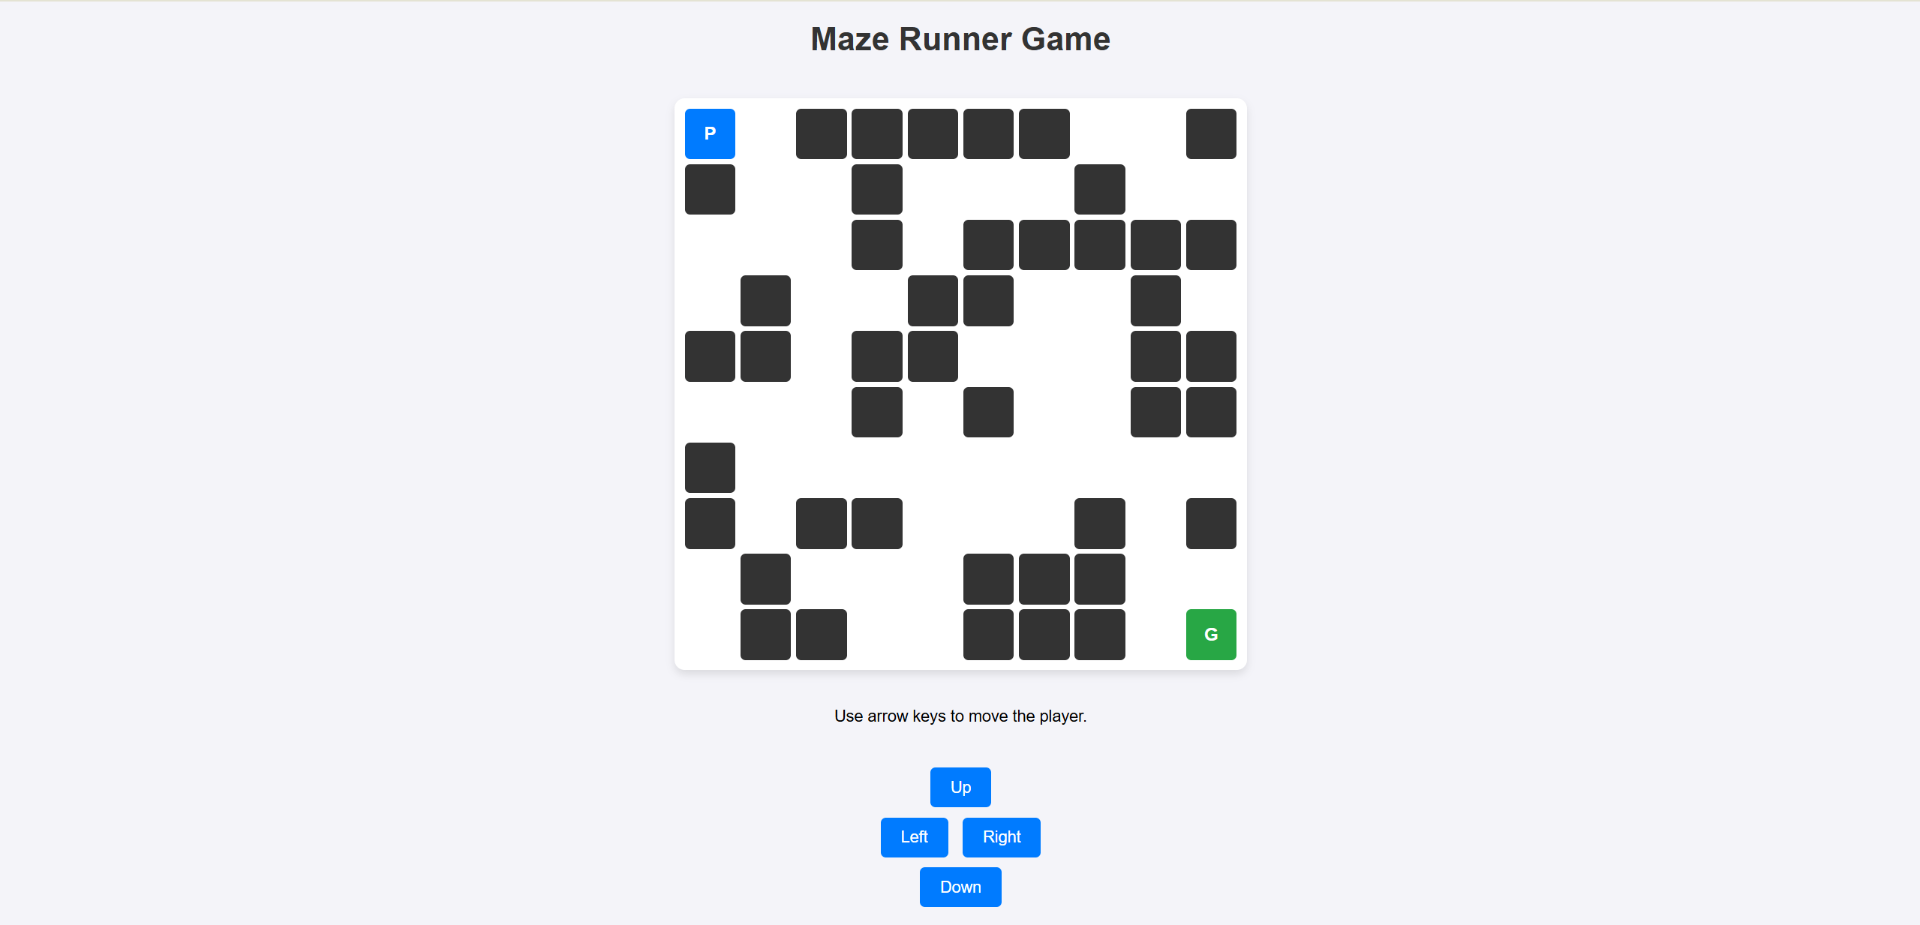 Maze Runner Game
P
G
Use arrow keys to move the player.
Up
Left Right
Down